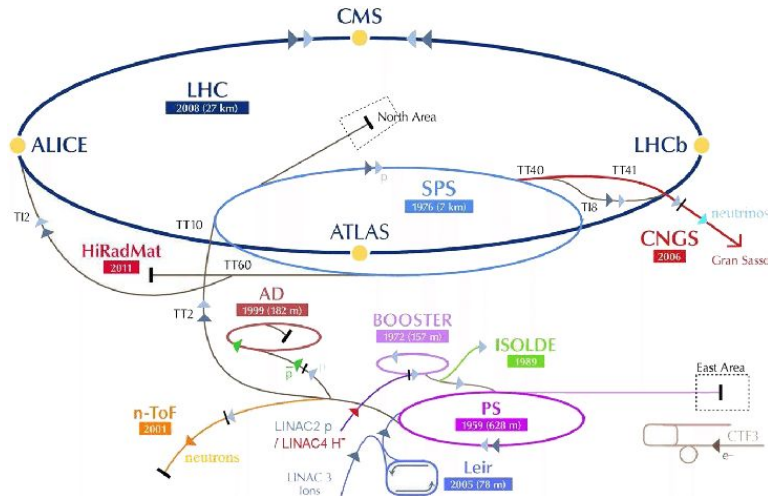 CMS
LHC
2008 (27 km)
North Area
ALICE
LHCb
TT40
TT41
p
SPS
1976 (7 km)
TI2
TT10
TI8
neutrinos
ATLAS
HiRadMat
2011
TT60
CNGS
2006
Gran Sasso
AD
1999 (182 m)
TT2
BOOSTER
1972 (157 m)
ISOLDE
1989
p̄
East Area
n-ToF
2001
LINAC2 p
/ LINAC4 H⁻
PS
1959 (628 m)
neutrons
CTF3
e-
LINAC 3
Ions
Leir
2005 (78 m)